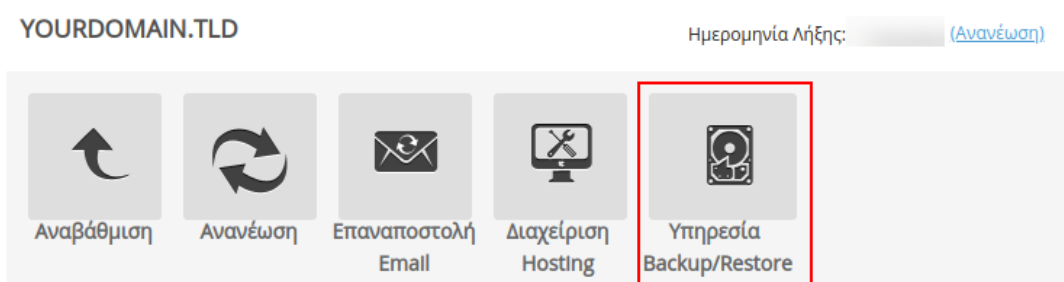 YOURDOMAIN.TLD
Ημερομηνία Λήξης: (Ανανέωση)
Αναβάθμιση
Ανανέωση
Επαναποστολή
Email
Διαχείριση
Hosting
Υπηρεσία
Backup/Restore